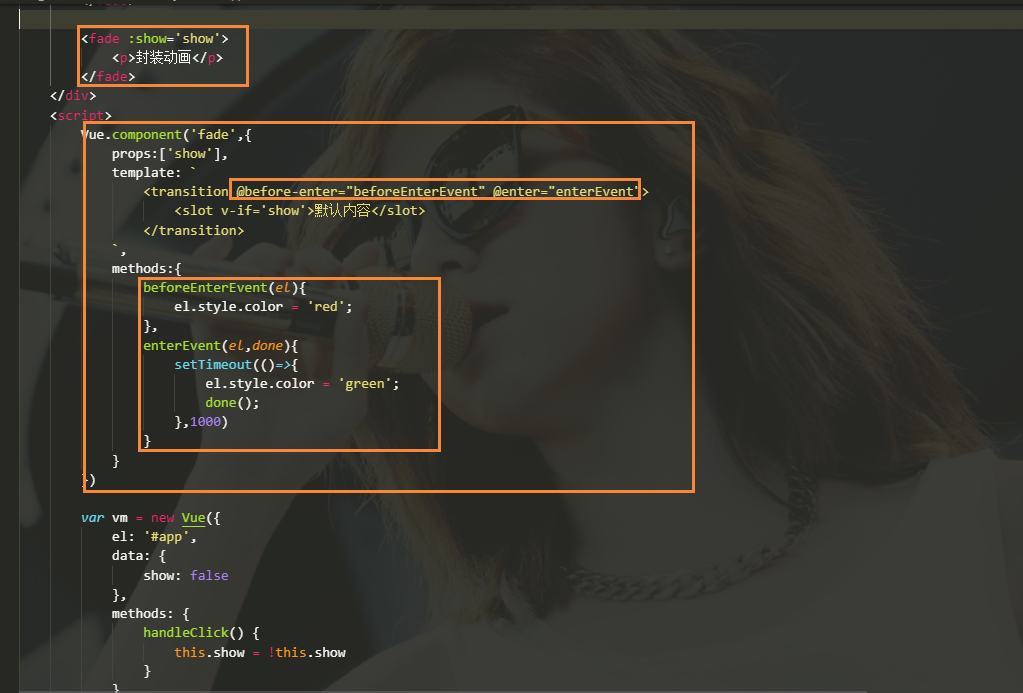 <fade :show='show'>
<p>封装动画</p>
</fade>
</div>
<script>
Vue.component('fade',{
props:['show'],
template: `
<transition @before-enter="beforeEnterEvent" @enter="enterEvent">
<slot v-if='show'>默认内容</slot>
</transition>
`,
methods:{
beforeEnterEvent(el){
el.style.color = 'red';
},
enterEvent(el,done){
setTimeout(()=>{
el.style.color = 'green';
done();
},1000)
}
}
})
var vm = new Vue({
el: '#app',
data: {
show: false
},
methods: {
handleClick() {
this.show = !this.show
}
}